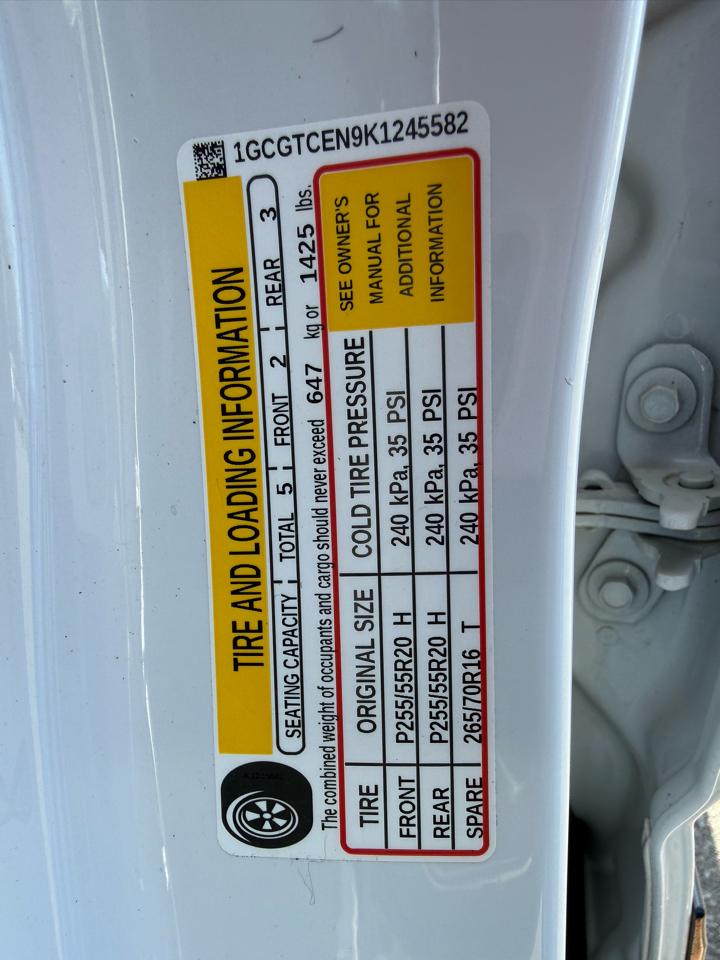 1GCGTCEN9K1245582
TIRE AND LOADING INFORMATION
SEATING CAPACITY TOTAL 5 FRONT 2 REAR 3
The combined weight of occupants and cargo should never exceed 647 kg or 1425 lbs.
TIRE ORIGINAL SIZE COLD TIRE PRESSURE
FRONT P255/55R20 H 240 kPa, 35 PSI
REAR P255/55R20 H 240 kPa, 35 PSI
SPARE 265/70R16 T 240 kPa, 35 PSI
SEE OWNER'S
MANUAL FOR
ADDITIONAL
INFORMATION